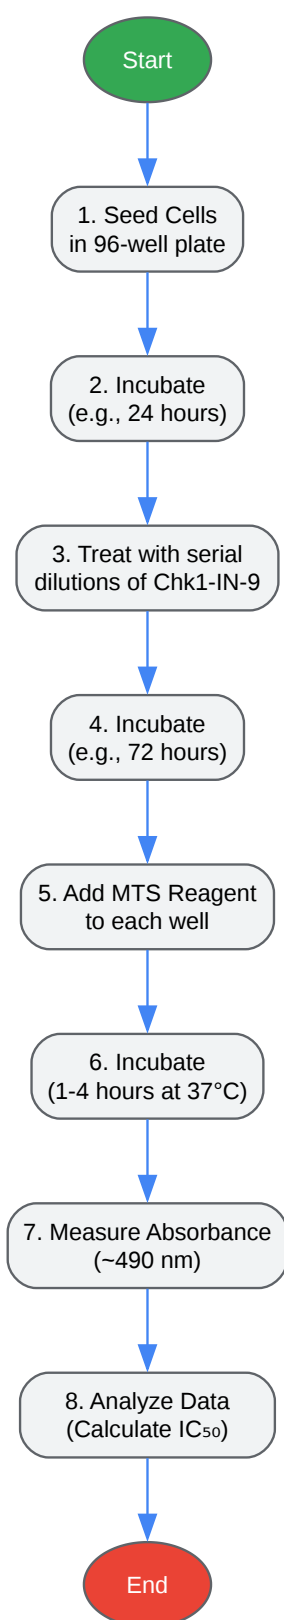 Start
1. Seed Cells
in 96-well plate
2. Incubate
(e.g., 24 hours)
3. Treat with serial
dilutions of Chk1-IN-9
4. Incubate
(e.g., 72 hours)
5. Add MTS Reagent
to each well
6. Incubate
(1-4 hours at 37°C)
7. Measure Absorbance
(~490 nm)
8. Analyze Data
(Calculate IC₅₀)
End